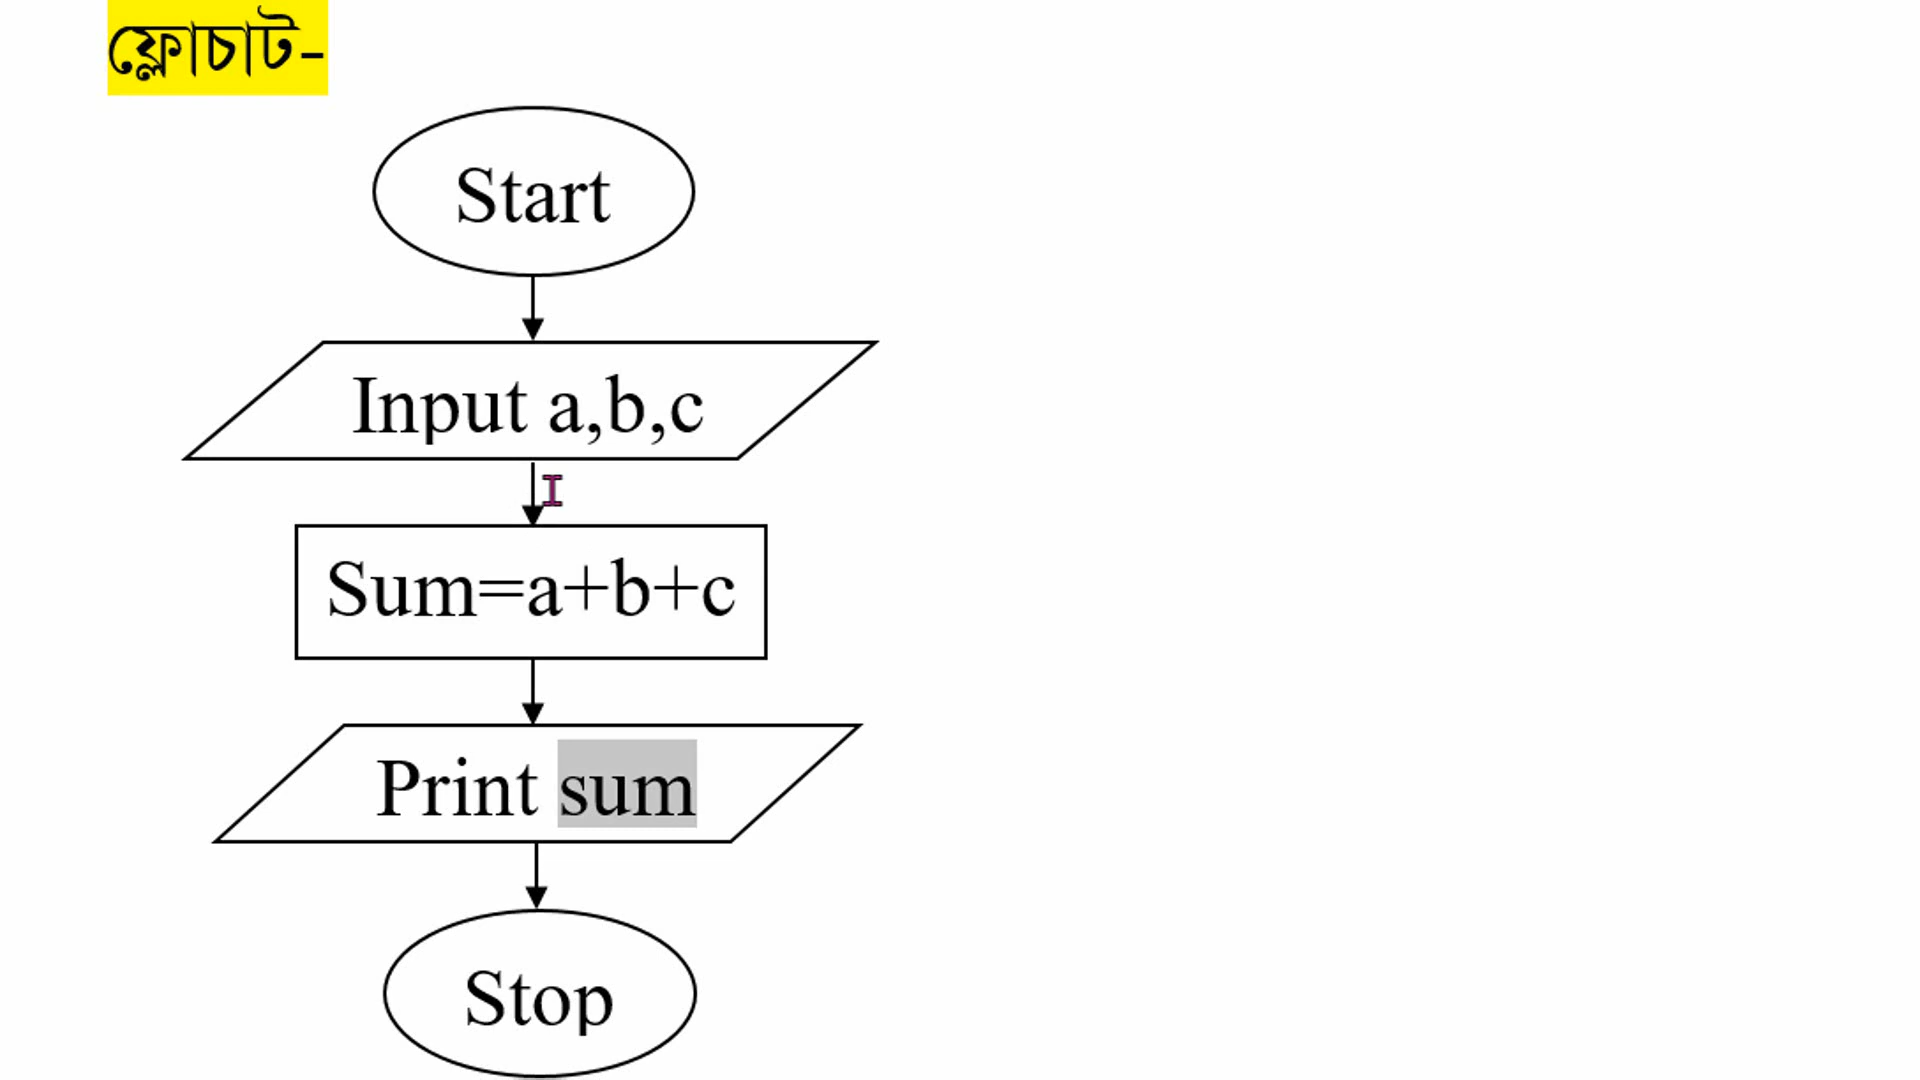 ফ্লোচাট-
Start
Input a,b,c
Sum=a+b+c
Print sum
Stop